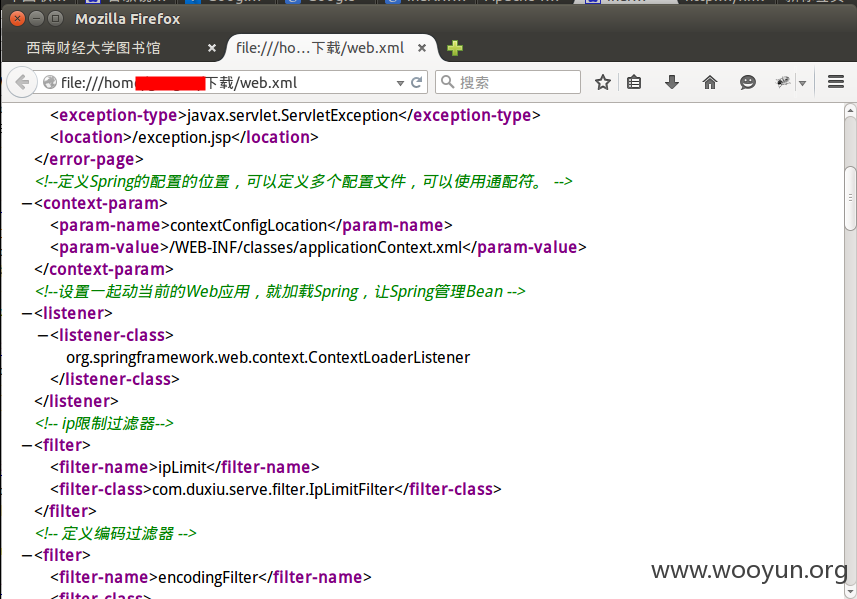 Mozilla Firefox
西南财经大学图书馆
file:///ho...下载/web.xml
file:///hom 下载/web.xml
搜索
<exception-type>javax.servlet.ServletException</exception-type>
<location>/exception.jsp</location>
</error-page>
<!--定义Spring的配置的位置，可以定义多个配置文件，可以使用通配符。 -->
−<context-param>
<param-name>contextConfigLocation</param-name>
<param-value>/WEB-INF/classes/applicationContext.xml</param-value>
</context-param>
<!--设置一起动当前的Web应用，就加载Spring，让Spring管理Bean -->
−<listener>
−<listener-class>
org.springframework.web.context.ContextLoaderListener
</listener-class>
</listener>
<!-- ip限制过滤器-->
−<filter>
<filter-name>ipLimit</filter-name>
<filter-class>com.duxiu.serve.filter.IpLimitFilter</filter-class>
</filter>
<!-- 定义编码过滤器 -->
−<filter>
<filter-name>encodingFilter</filter-name>
<filter-class>
www.wooyun.org